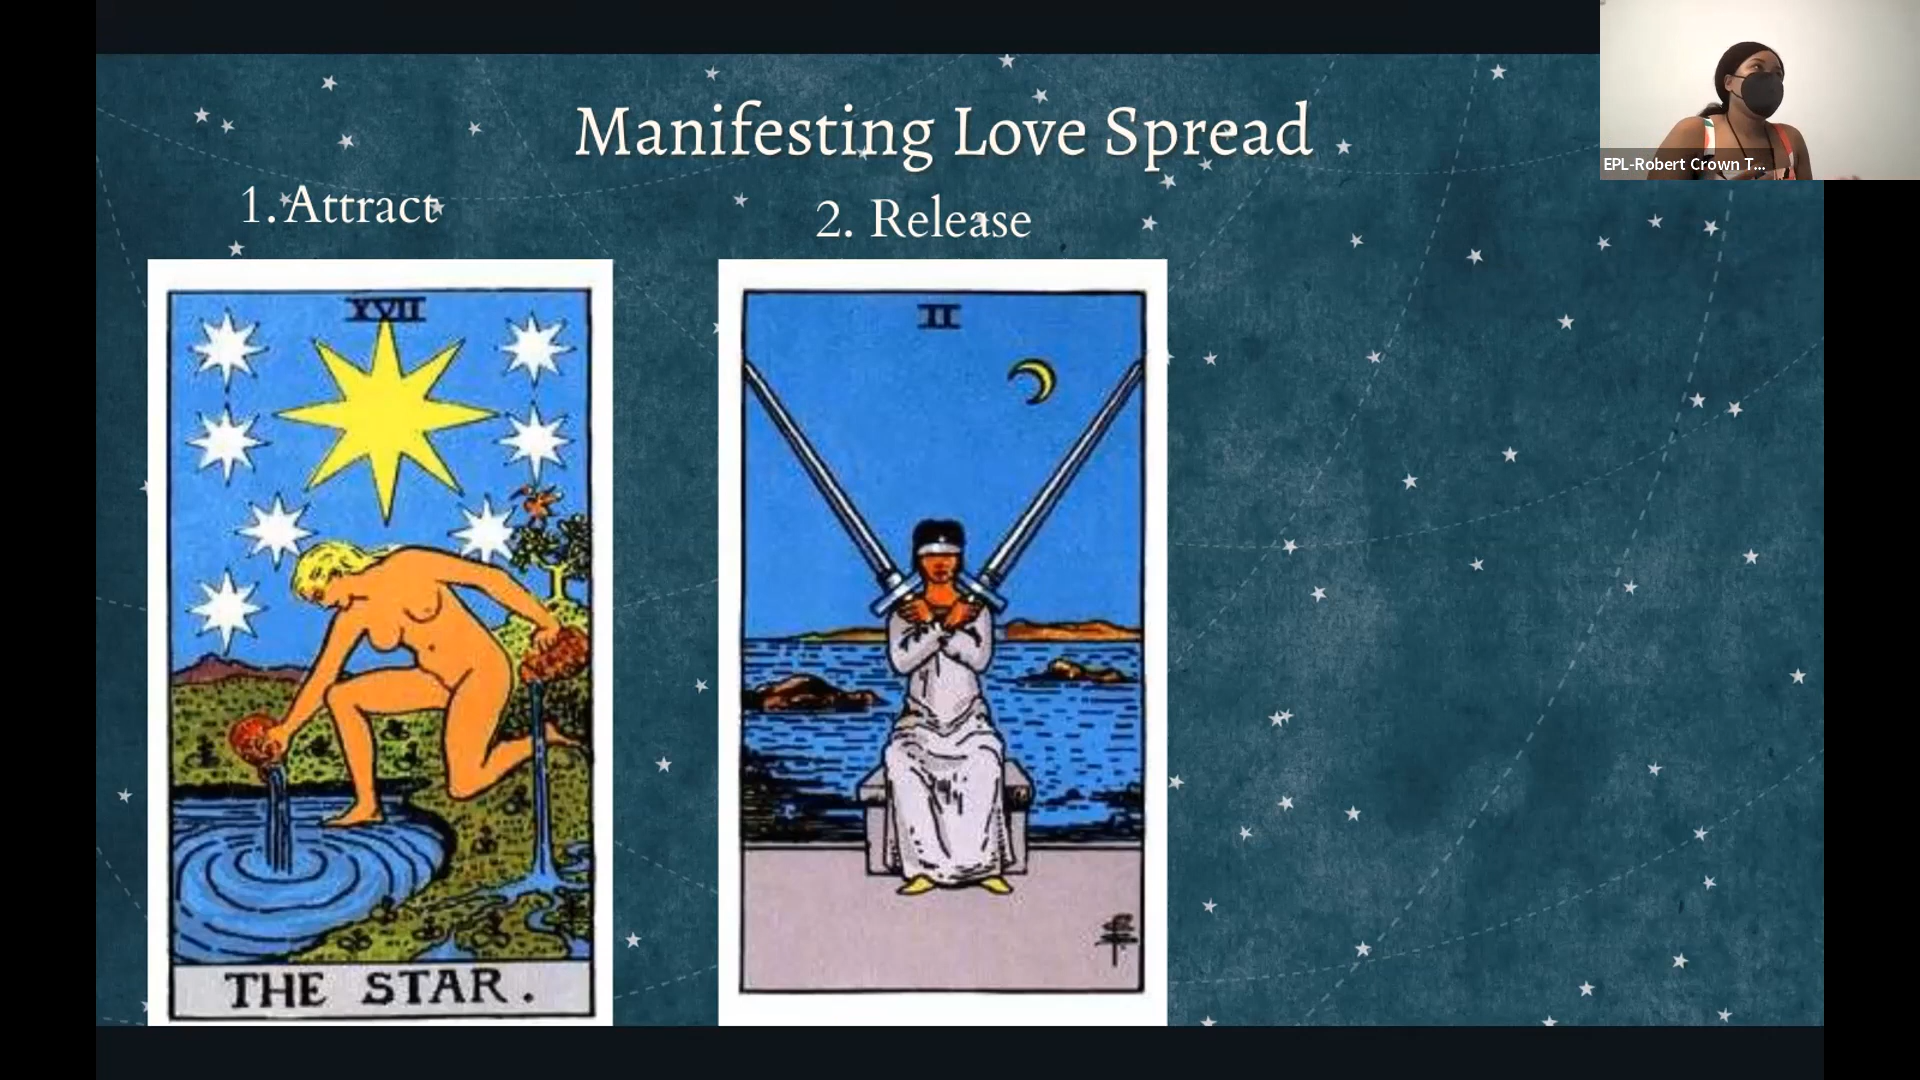 Manifesting Love Spread
EPL-Robert Crown T...
1. Attract
2. Release
XVII
II
THE STAR.